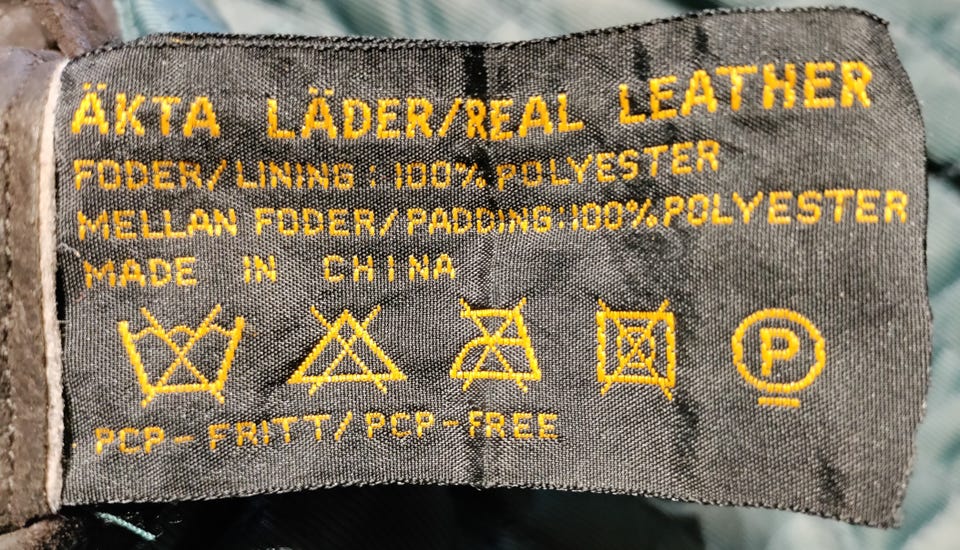 ÄKTA LÄDER/REAL LEATHER
FODER/LINING : 100% POLYESTER
MELLAN FODER/PADDING:100% POLYESTER
MADE IN CHINA
P
PCP-FRITT/PCP-FREE